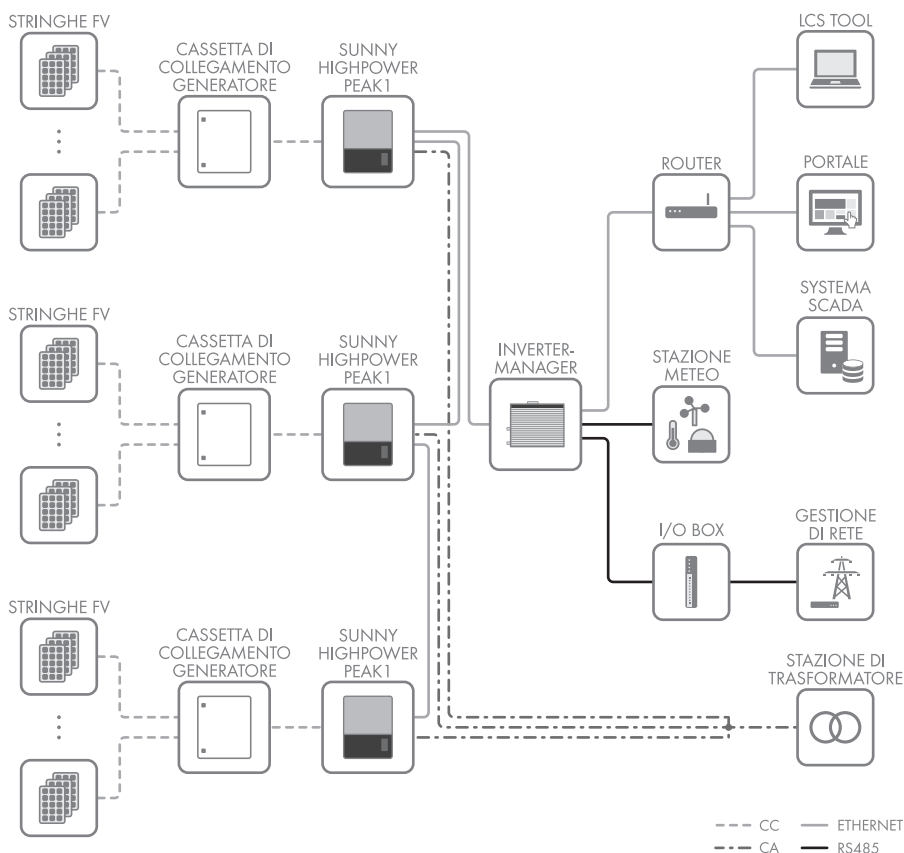 STRINGHE FV
CASSETTA DI
COLLEGAMENTO
GENERATORE
SUNNY
HIGHPOWER
PEAK1
LCS TOOL
ROUTER
PORTALE
SYSTEMA
SCADA
STRINGHE FV
CASSETTA DI
COLLEGAMENTO
GENERATORE
SUNNY
HIGHPOWER
PEAK1
INVERTER-
MANAGER
STAZIONE
METEO
I/O BOX
GESTIONE
DI RETE
STRINGHE FV
CASSETTA DI
COLLEGAMENTO
GENERATORE
SUNNY
HIGHPOWER
PEAK1
STAZIONE DI
TRASFORMATORE
CC
ETHERNET
CA
RS485